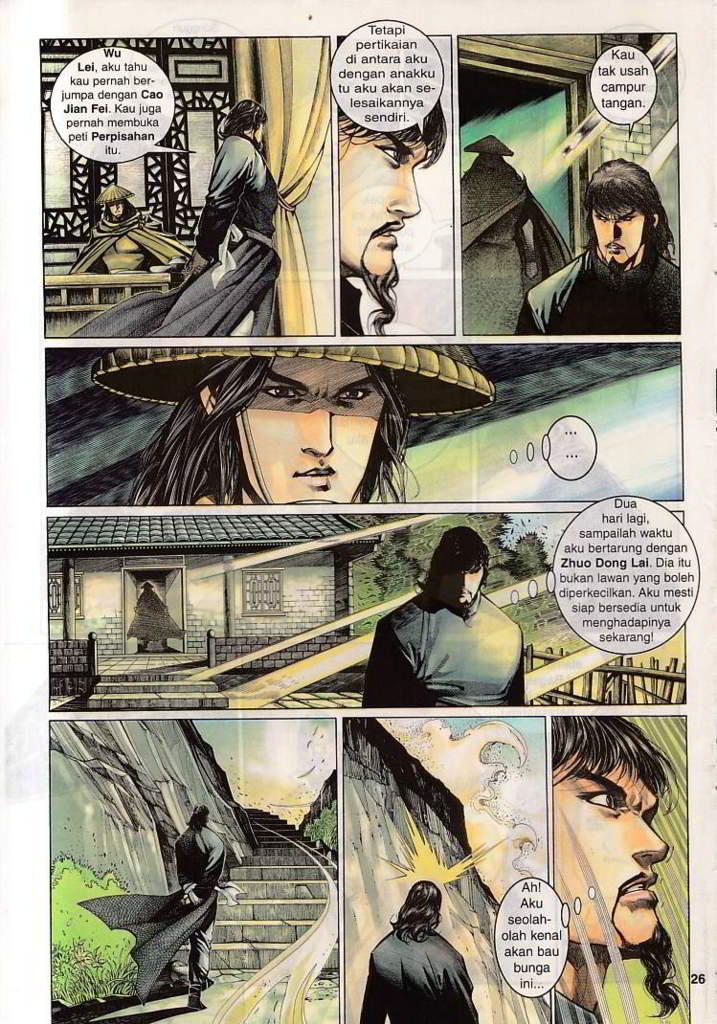 Wu
Lei, aku tahu
kau pernah ber-
jumpa dengan Cao
Jian Fei. Kau juga
pernah membuka
peti Perpisahan
itu.
Tetapi
pertikaian
di antara aku
dengan anakku
tu aku akan se-
lesaikannya
sendiri.
Kau
tak usah
campur
tangan.
...
...
Dua
hari lagi,
sampailah waktu
aku bertarung dengan
Zhuo Dong Lai. Dia itu
bukan lawan yang boleh
diperkecilkan. Aku mesti
siap bersedia untuk
menghadapinya
sekarang!
Ah!
Aku
seolah-
olah kenal
akan bau
bunga
ini...
26